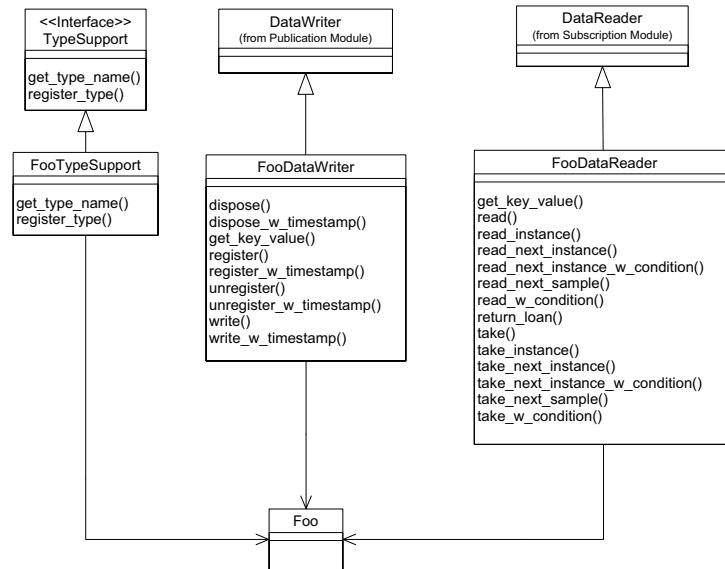 <<Interface>>
TypeSupport
get_type_name()
register_type()
DataWriter
(from Publication Module)
DataReader
(from Subscription Module)
FooTypeSupport
get_type_name()
register_type()
FooDataWriter
dispose()
dispose_w_timestamp()
get_key_value()
register()
register_w_timestamp()
unregister()
unregister_w_timestamp()
write()
write_w_timestamp()
FooDataReader
get_key_value()
read()
read_instance()
read_next_instance()
read_next_instance_w_condition()
read_next_sample()
read_w_condition()
return_loan()
take()
take_instance()
take_next_instance()
take_next_instance_w_condition()
take_next_sample()
take_w_condition()
Foo